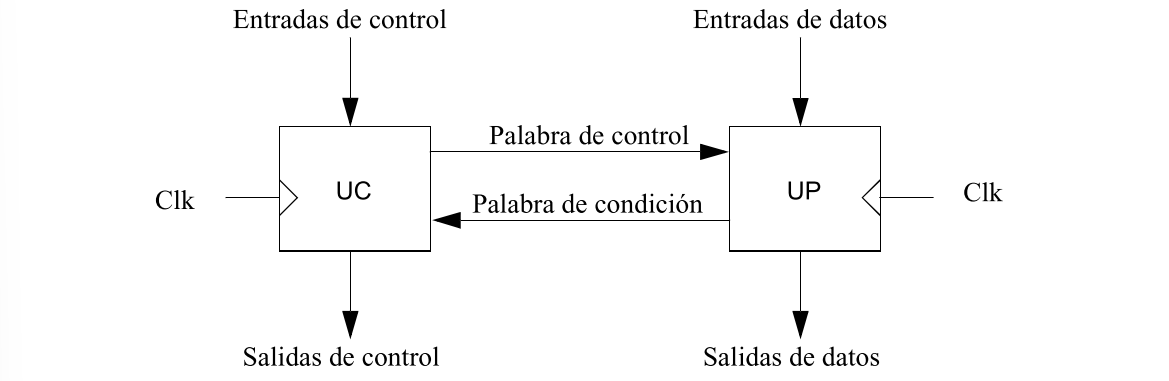 Entradas de control
Entradas de datos
Palabra de control
Clk
UC
Palabra de condición
UP
Clk
Salidas de control
Salidas de datos